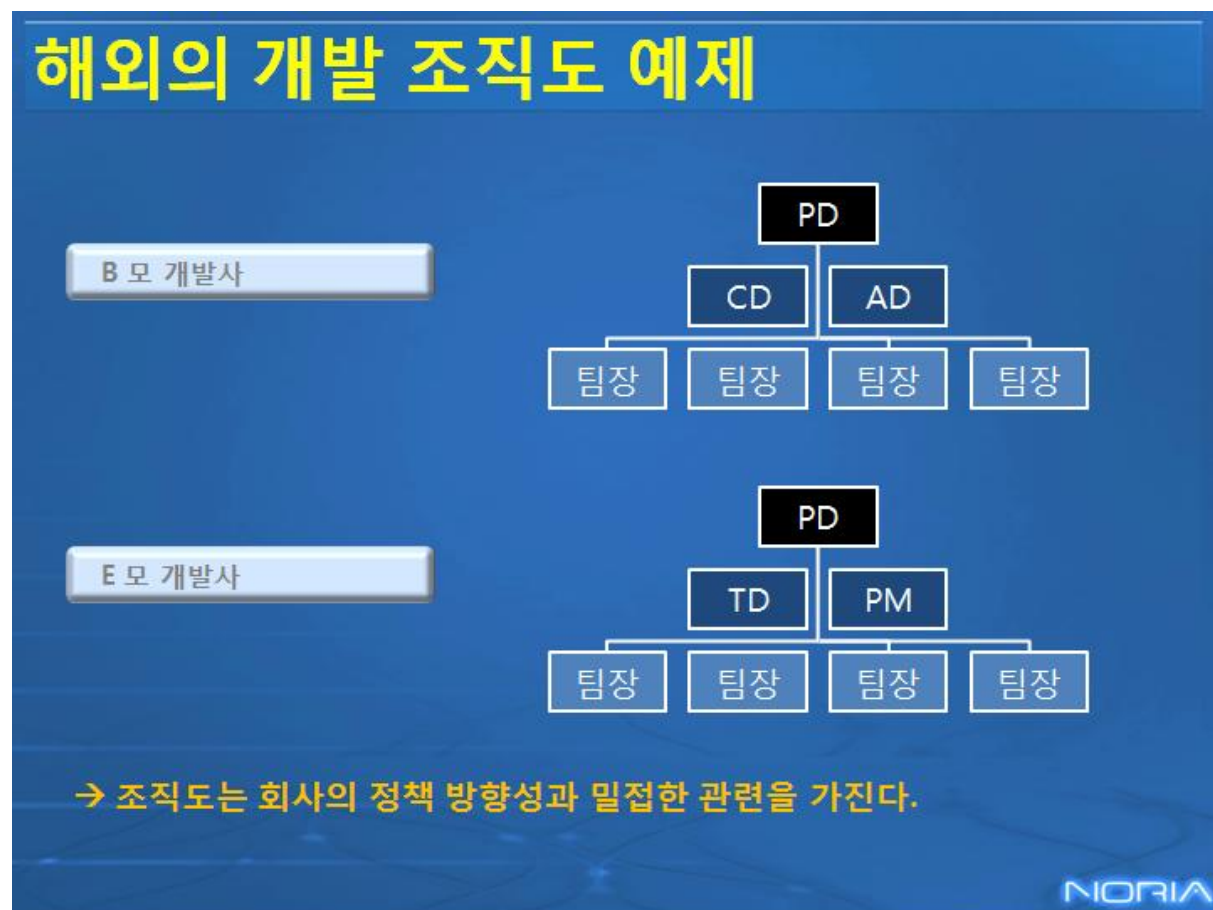 해외의 개발 조직도 예제
B 모 개발사
PD
CD AD
팀장 팀장 팀장 팀장
E 모 개발사
PD
TD PM
팀장 팀장 팀장 팀장
→ 조직도는 회사의 정책 방향성과 밀접한 관련을 가진다.
NORIA